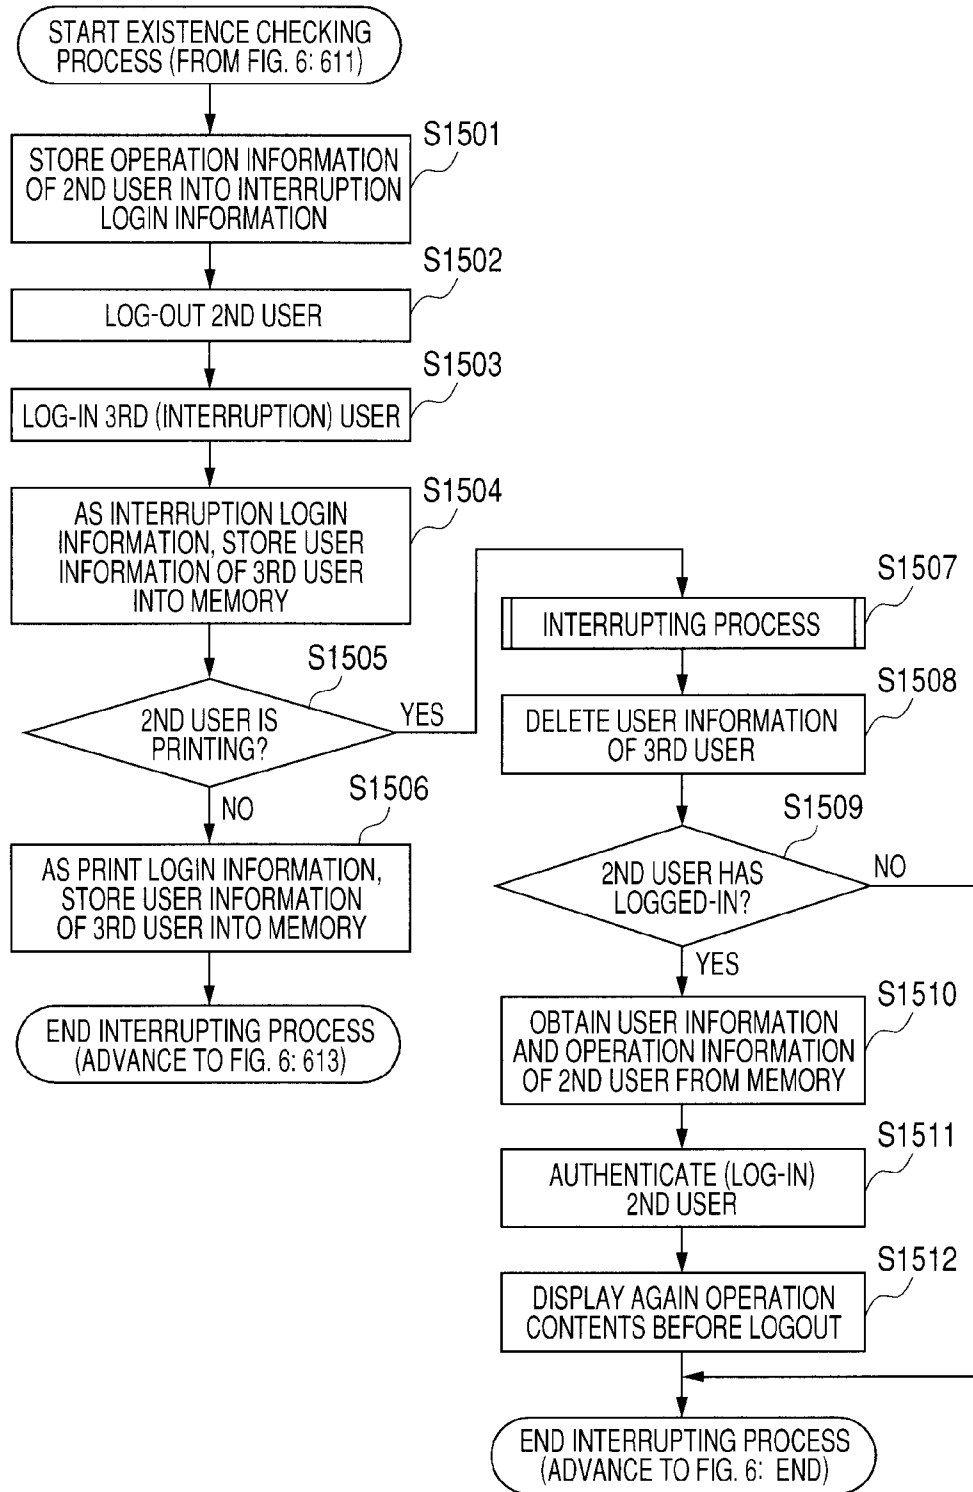 START EXISTENCE CHECKING
PROCESS (FROM FIG. 6: 611)
S1501
STORE OPERATION INFORMATION
OF 2ND USER INTO INTERRUPTION
LOGIN INFORMATION
S1502
LOG-OUT 2ND USER
S1503
LOG-IN 3RD (INTERRUPTION) USER
S1504
AS INTERRUPTION LOGIN
INFORMATION, STORE USER
INFORMATION OF 3RD USER
INTO MEMORY
S1505
2ND USER IS
PRINTING?
YES
NO
S1506
AS PRINT LOGIN INFORMATION,
STORE USER INFORMATION
OF 3RD USER INTO MEMORY
END INTERRUPTING PROCESS
(ADVANCE TO FIG. 6: 613)
S1507
INTERRUPTING PROCESS
S1508
DELETE USER INFORMATION
OF 3RD USER
S1509
2ND USER HAS
LOGGED-IN?
NO
YES
S1510
OBTAIN USER INFORMATION
AND OPERATION INFORMATION
OF 2ND USER FROM MEMORY
S1511
AUTHENTICATE (LOG-IN)
2ND USER
S1512
DISPLAY AGAIN OPERATION
CONTENTS BEFORE LOGOUT
END INTERRUPTING PROCESS
(ADVANCE TO FIG. 6: END)